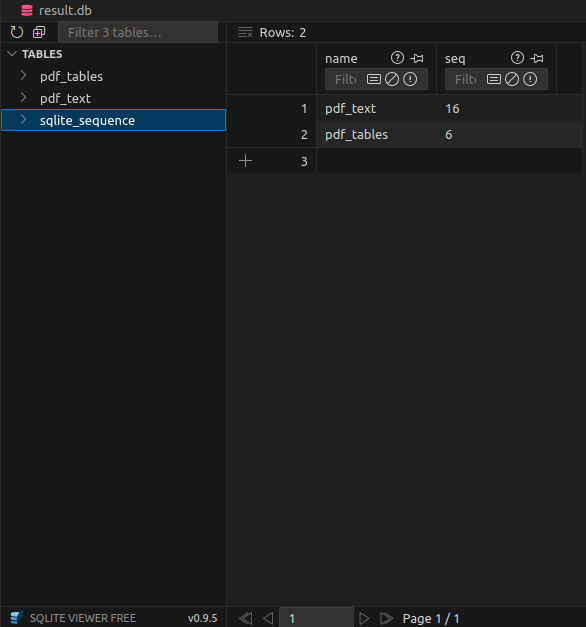 result.db
Filter 3 tables...
Rows: 2
TABLES
pdf_tables
pdf_text
sqlite_sequence
name seq
Filte Filte
1 pdf_text 16
2 pdf_tables 6
3
SQLITE VIEWER FREE v0.9.5
1 Page 1 / 1